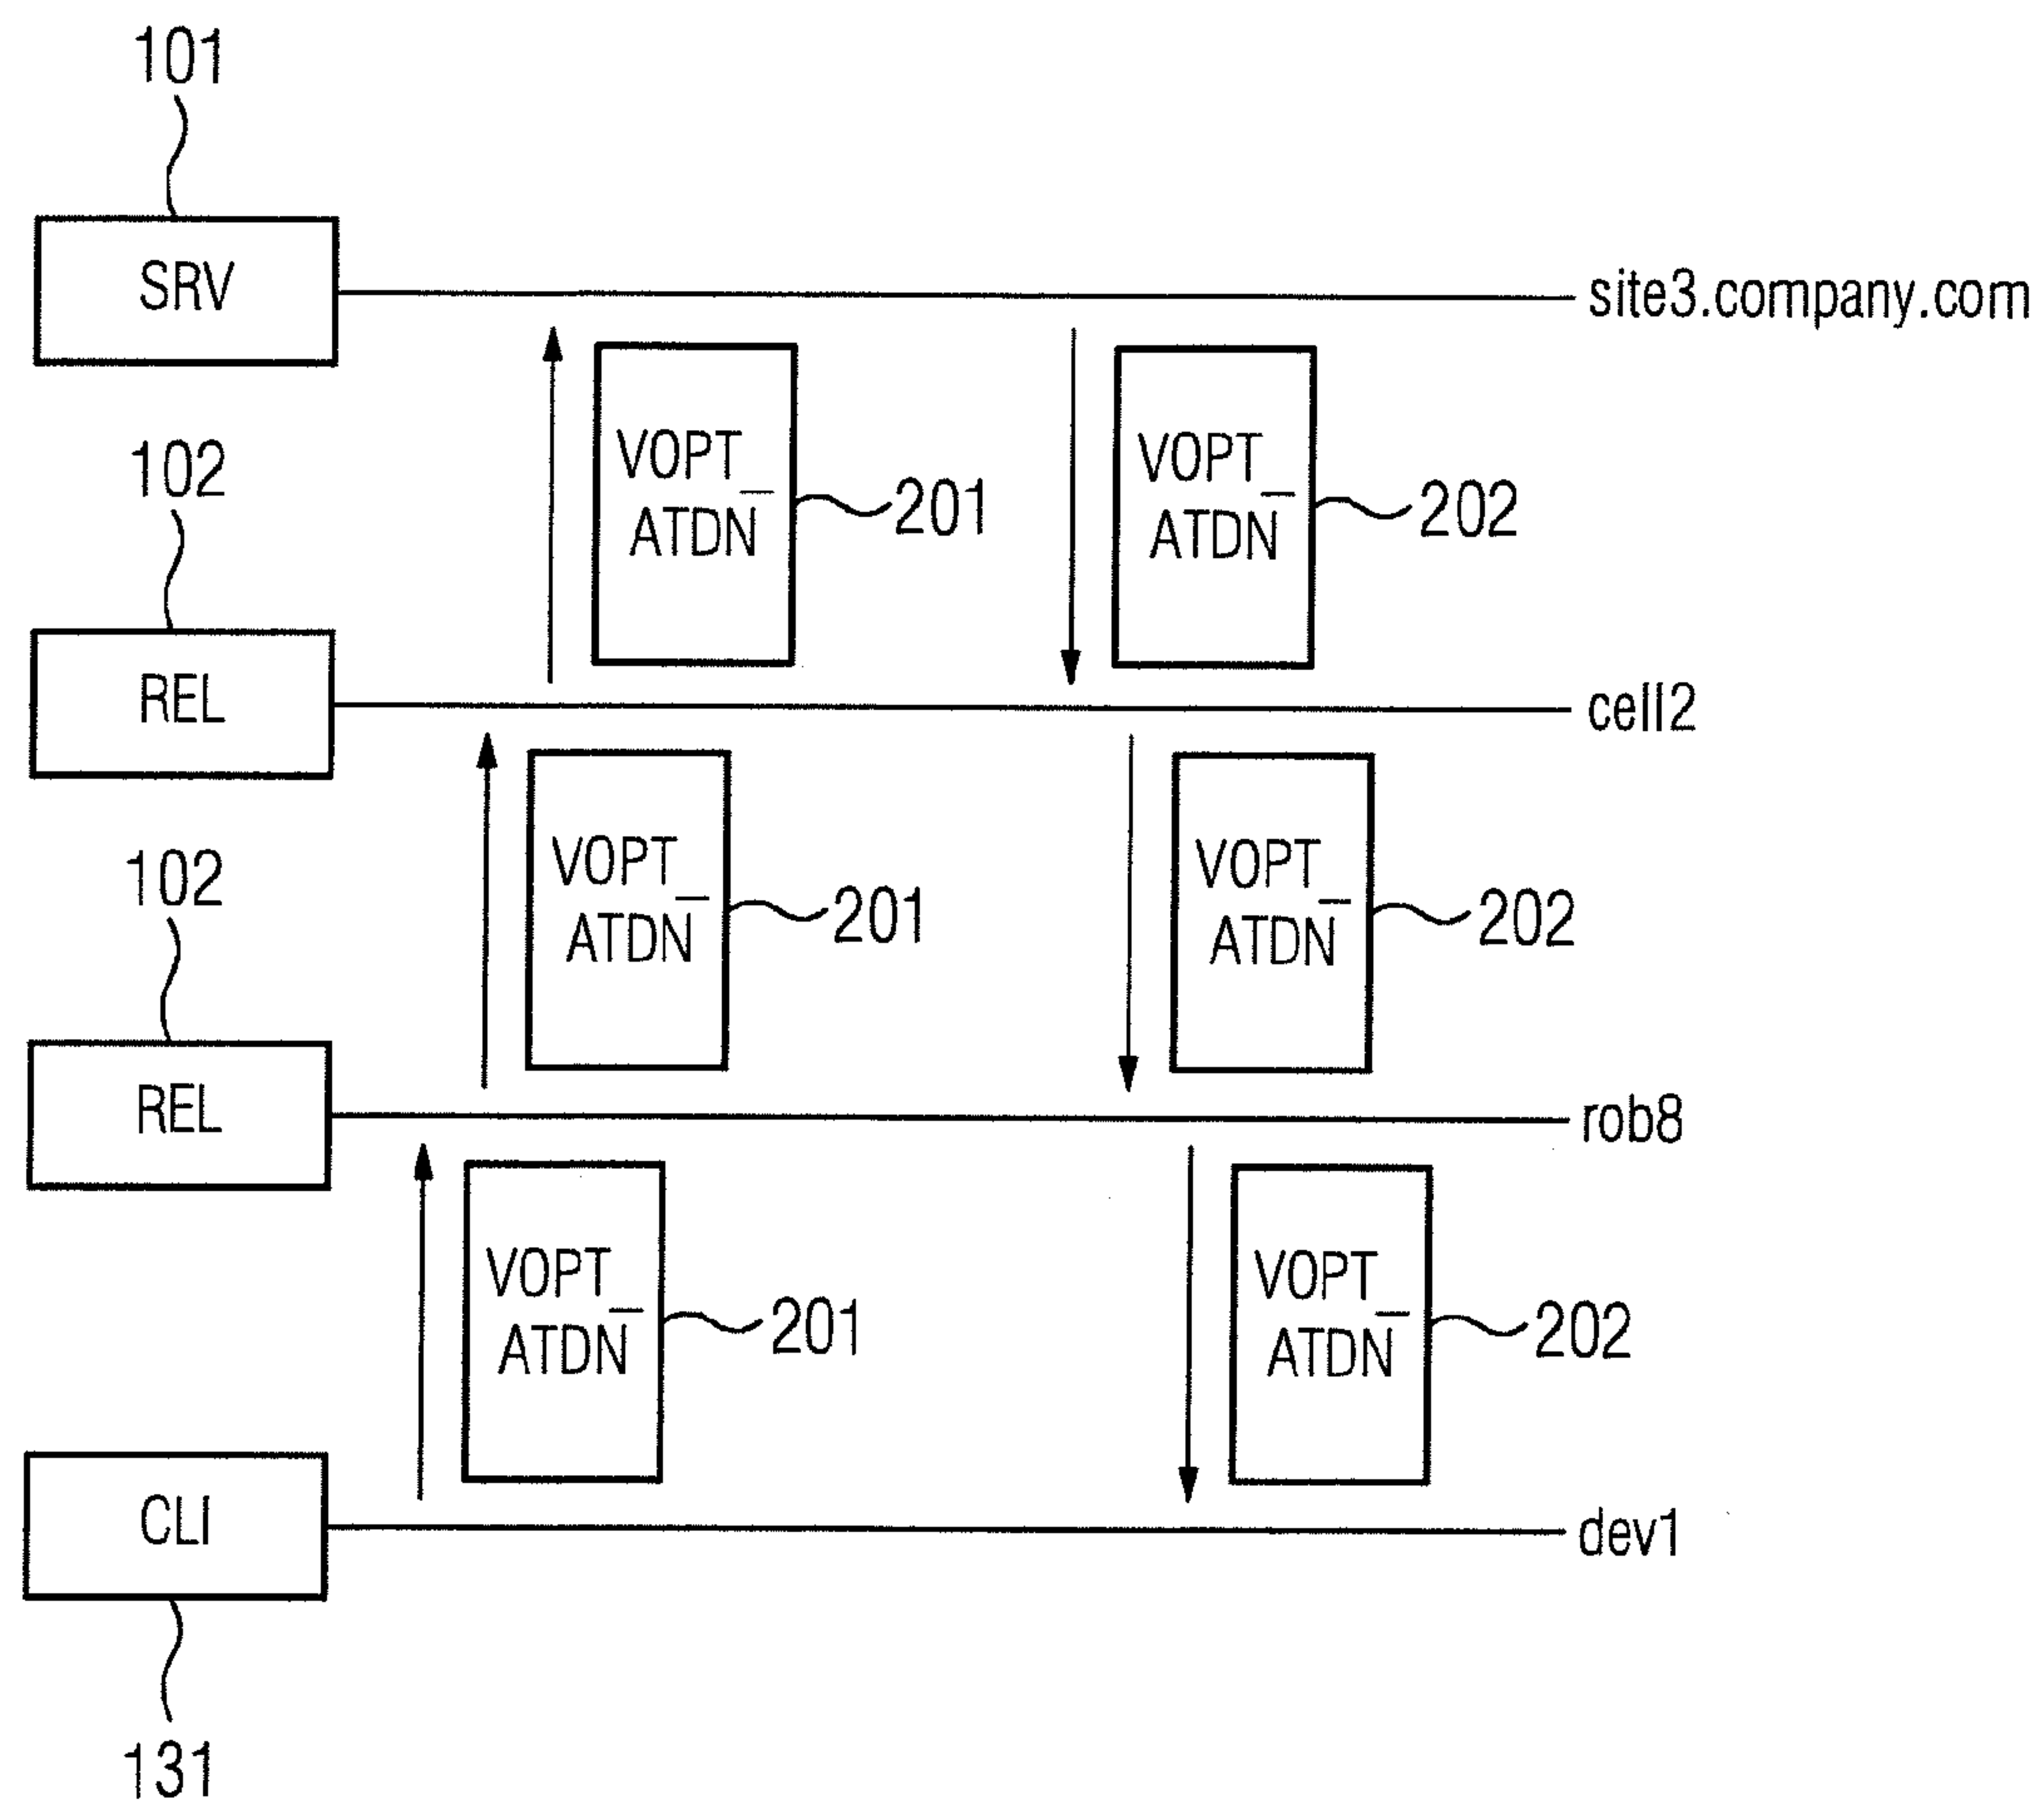 101
SRV
site3.company.com
VOPT_
ATDN
201
VOPT_
ATDN
202
102
REL
cell2
VOPT_
ATDN
201
VOPT_
ATDN
202
102
REL
rob8
VOPT_
ATDN
201
VOPT_
ATDN
202
CLI
dev1
131